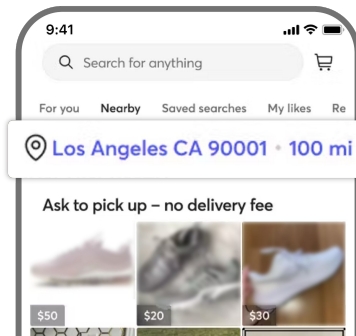 9:41
Search for anything
For you Nearby Saved searches My likes Re
Los Angeles CA 90001 • 100 mi
Ask to pick up – no delivery fee
$50 $20 $30